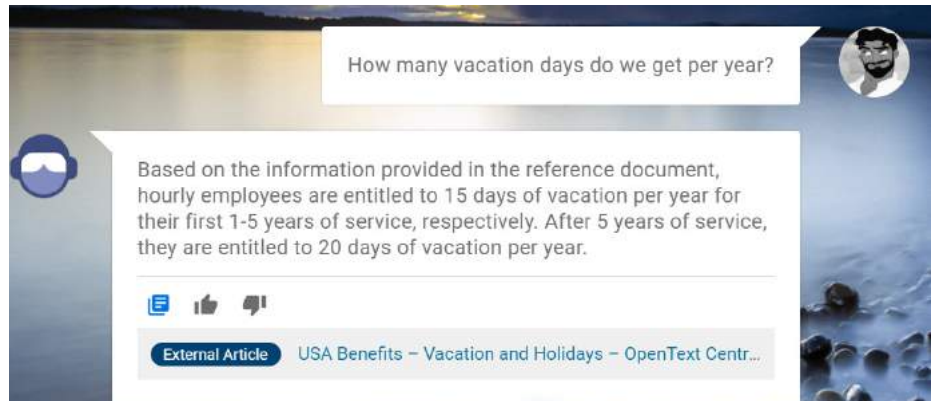 How many vacation days do we get per year?
Based on the information provided in the reference document,
hourly employees are entitled to 15 days of vacation per year for
their first 1-5 years of service, respectively. After 5 years of service,
they are entitled to 20 days of vacation per year.
External Article USA Benefits – Vacation and Holidays – OpenText Centr...